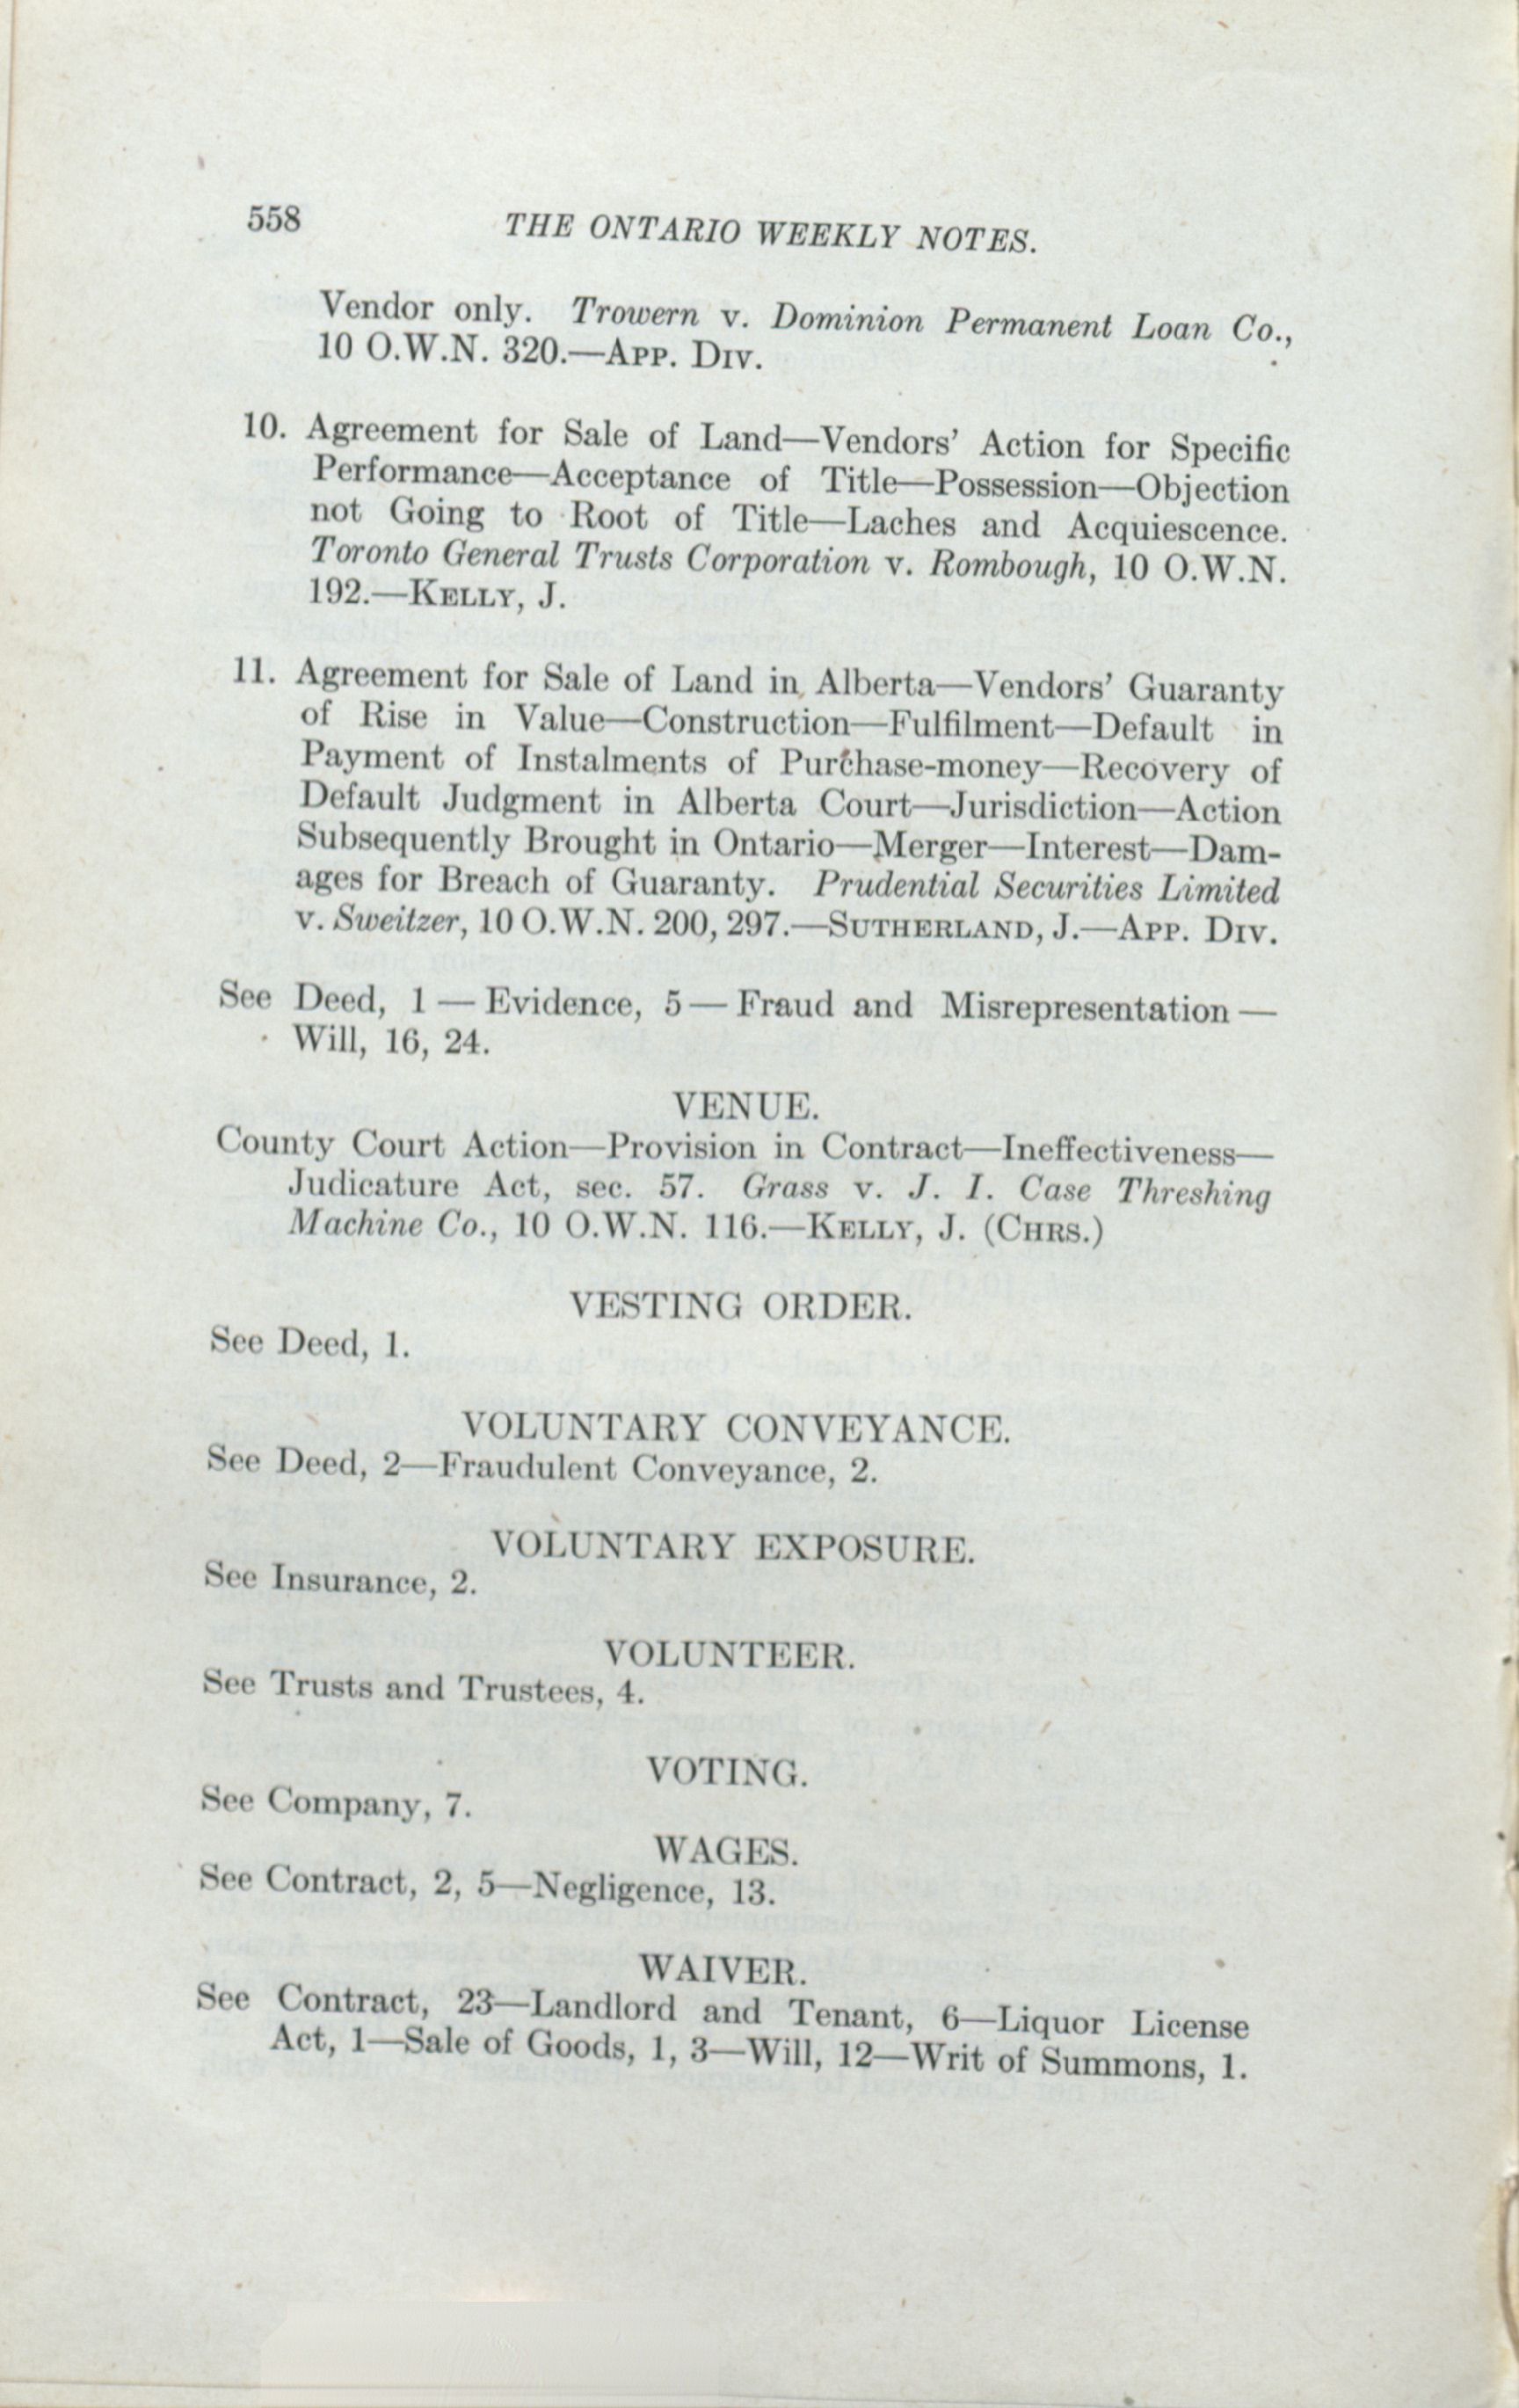 558
THE ONTARIO WEEKLY NOTES.
Vendor only. Trowern v. Dominion Permanent Loan Co.,
10 O.W.N. 320.—App. Div.
10. Agreement for Sale of Land—Vendors' Action for Specific
Performance—Acceptance of Title—Possession—Objection
not Going to Root of Title—Laches and Acquiescence.
Toronto General Trusts Corporation v. Rombough, 10 O.W.N.
192.—Kelly, J.
11. Agreement for Sale of Land in Alberta—Vendors' Guaranty
of Rise in Value—Construction—Fulfilment—Default in
Payment of Instalments of Purchase-money—Recovery of
Default Judgment in Alberta Court—Jurisdiction—Action
Subsequently Brought in Ontario—Merger—Interest—Dam-
ages for Breach of Guaranty. Prudential Securities Limited
v. Sweitzer, 10 O.W.N. 200, 297.—Sutherland, J.—App. Div.
See Deed, 1 — Evidence, 5 — Fraud and Misrepresentation —
Will, 16, 24.
VENUE.
County Court Action—Provision in Contract—Ineffectiveness—
Judicature Act, sec. 57. Grass v. J. I. Case Threshing
Machine Co., 10 O.W.N. 116.—Kelly, J. (Chrs.)
VESTING ORDER.
See Deed, 1.
VOLUNTARY CONVEYANCE.
See Deed, 2—Fraudulent Conveyance, 2.
VOLUNTARY EXPOSURE.
See Insurance, 2.
VOLUNTEER.
See Trusts and Trustees, 4.
VOTING.
See Company, 7.
WAGES.
See Contract, 2, 5—Negligence, 13.
WAIVER.
See Contract, 23—Landlord and Tenant, 6—Liquor License
Act, 1—Sale of Goods, 1, 3—Will, 12—Writ of Summons, 1.